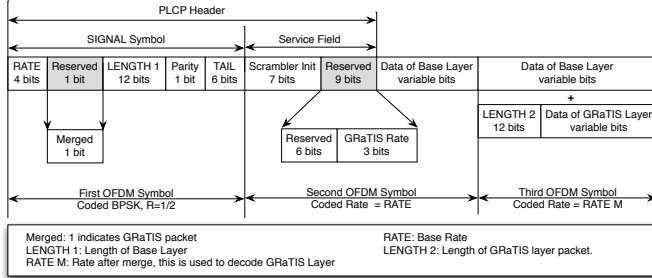 PLCP Header
SIGNAL Symbol Service Field
RATE Reserved LENGTH 1 Parity TAIL Scrambler Init Reserved Data of Base Layer Data of Base Layer
4 bits 1 bit 12 bits 1 bit 6 bits 7 bits 9 bits variable bits variable bits
+
LENGTH 2 Data of GRaTIS Layer
12 bits variable bits
Merged Reserved GRaTIS Rate
1 bit 6 bits 3 bits
First OFDM Symbol Second OFDM Symbol Third OFDM Symbol
Coded BPSK, R=1/2 Coded Rate = RATE Coded Rate = RATE M
Merged: 1 indicates GRaTIS packet RATE: Base Rate
LENGTH 1: Length of Base Layer LENGTH 2: Length of GRaTIS layer packet.
RATE M: Rate after merge, this is used to decode GRaTIS Layer